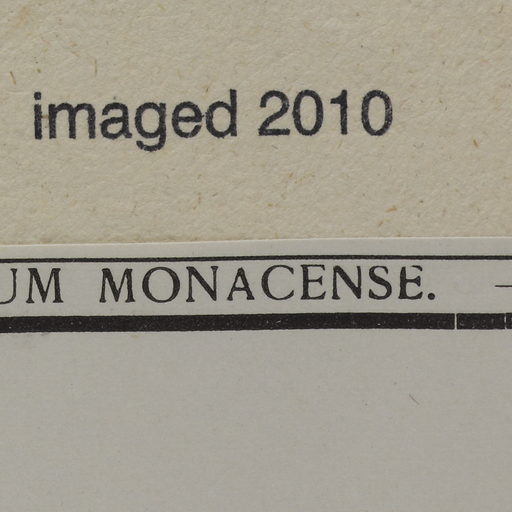 imaged 2010
UM MONACENSE. —